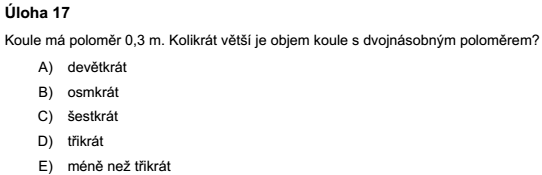 Úloha 17
Koule má poloměr 0,3 m. Kolikrát větší je objem koule s dvojnásobným poloměrem?
A) devětkrát
B) osmkrát
C) šestkrát
D) třikrát
E) méně než třikrát